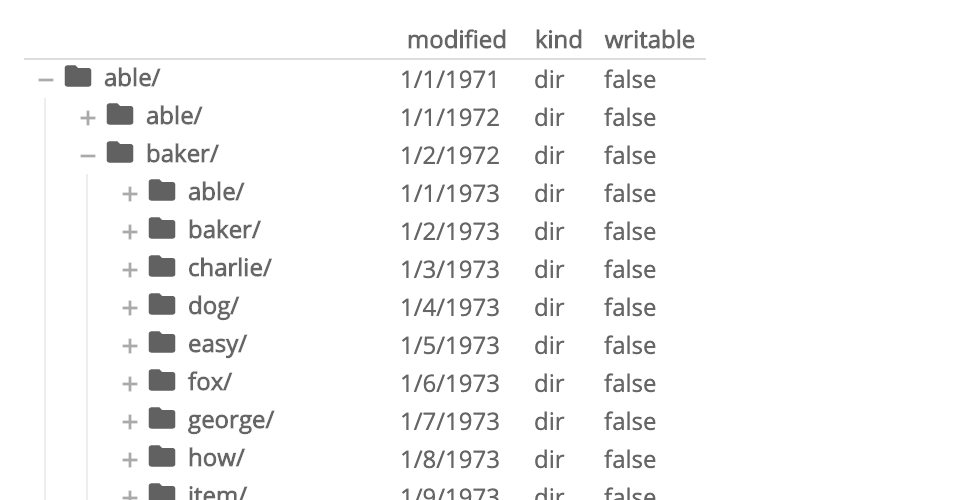 modified kind writable
− able/ 1/1/1971 dir false
+ able/ 1/1/1972 dir false
− baker/ 1/2/1972 dir false
+ able/ 1/1/1973 dir false
+ baker/ 1/2/1973 dir false
+ charlie/ 1/3/1973 dir false
+ dog/ 1/4/1973 dir false
+ easy/ 1/5/1973 dir false
+ fox/ 1/6/1973 dir false
+ george/ 1/7/1973 dir false
+ how/ 1/8/1973 dir false
+ item/ 1/9/1973 dir false